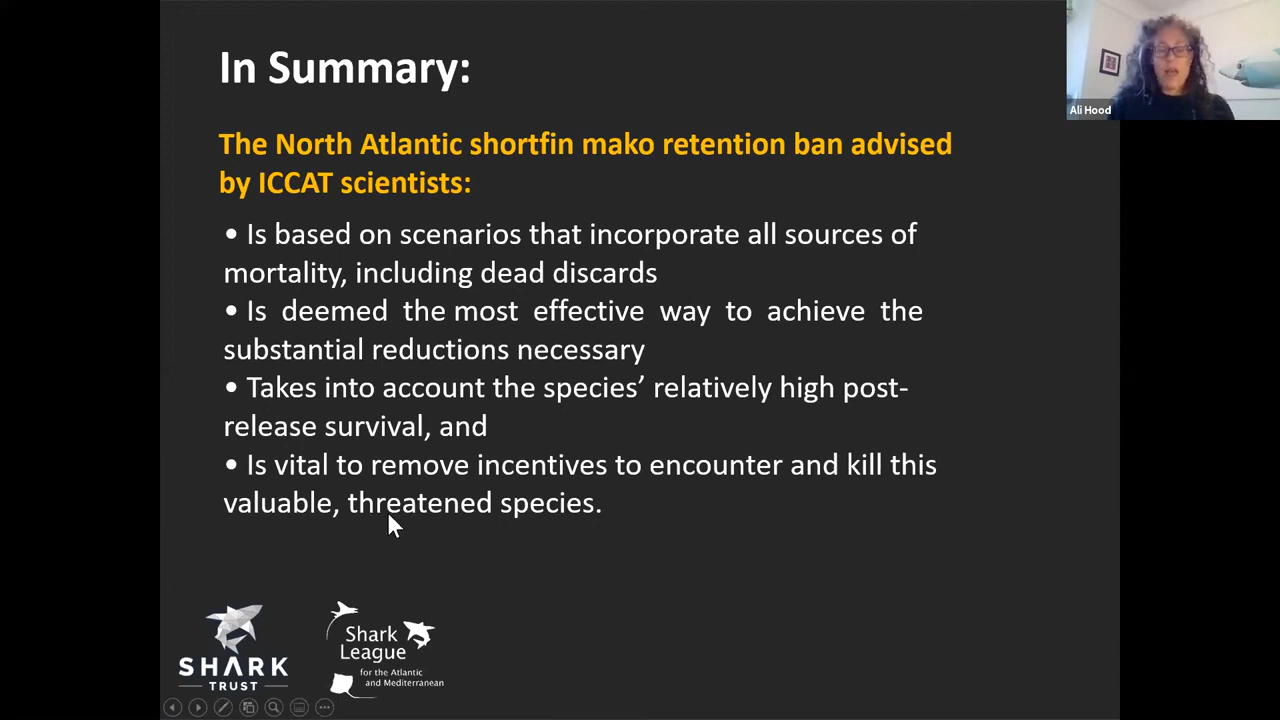 In Summary:
Ali Hood
The North Atlantic shortfin mako retention ban advised
by ICCAT scientists:
• Is based on scenarios that incorporate all sources of
mortality, including dead discards
• Is deemed the most effective way to achieve the
substantial reductions necessary
• Takes into account the species’ relatively high post-
release survival, and
• Is vital to remove incentives to encounter and kill this
valuable, threatened species.
SHARK
TRUST
Shark
League
for the Atlantic
and Mediterranean